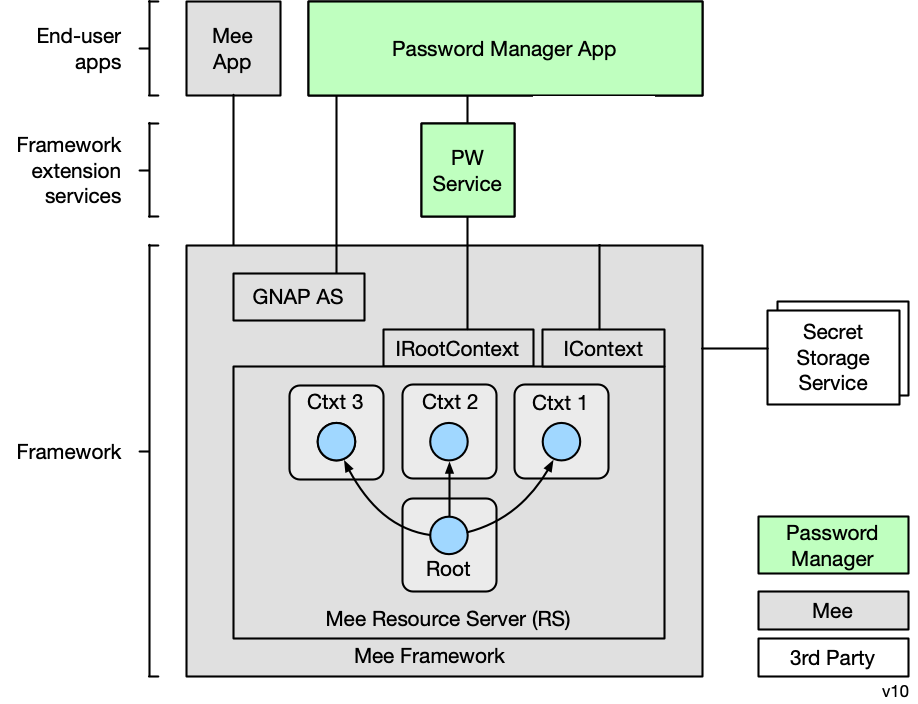 End-user
apps
Mee
App
Password Manager App
Framework
extension
services
PW
Service
GNAP AS
IRootContext
IContext
Secret
Storage
Service
Ctxt 3
Ctxt 2
Ctxt 1
Framework
Root
Mee Resource Server (RS)
Mee Framework
Password
Manager
Mee
3rd Party
v10